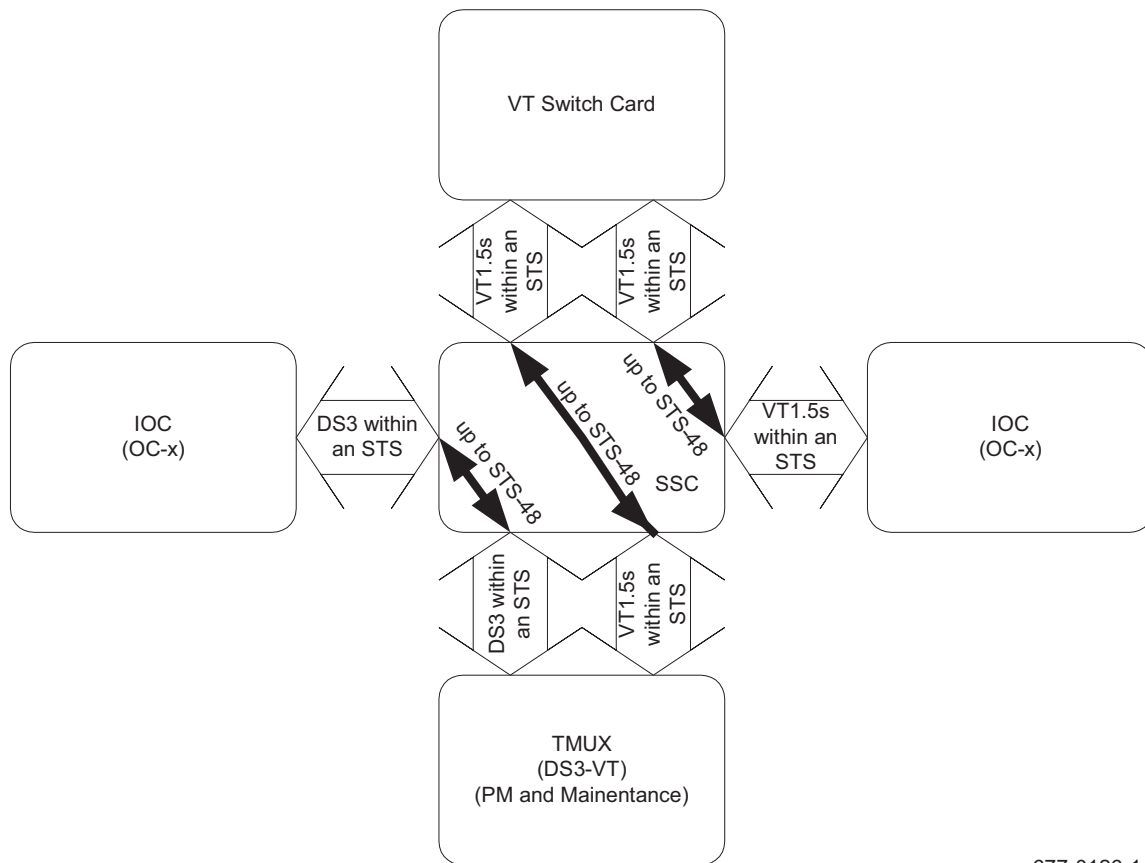 VT Switch Card
VT1.5s
within an
STS
VT1.5s
within an
STS
IOC
(OC-x)
DS3 within
an STS
up to STS-48
up to STS-48
up to STS-48
SSC
VT1.5s
within an
STS
IOC
(OC-x)
DS3 within
an STS
VT1.5s
within an
STS
TMUX
(DS3-VT)
(PM and Mainentance)